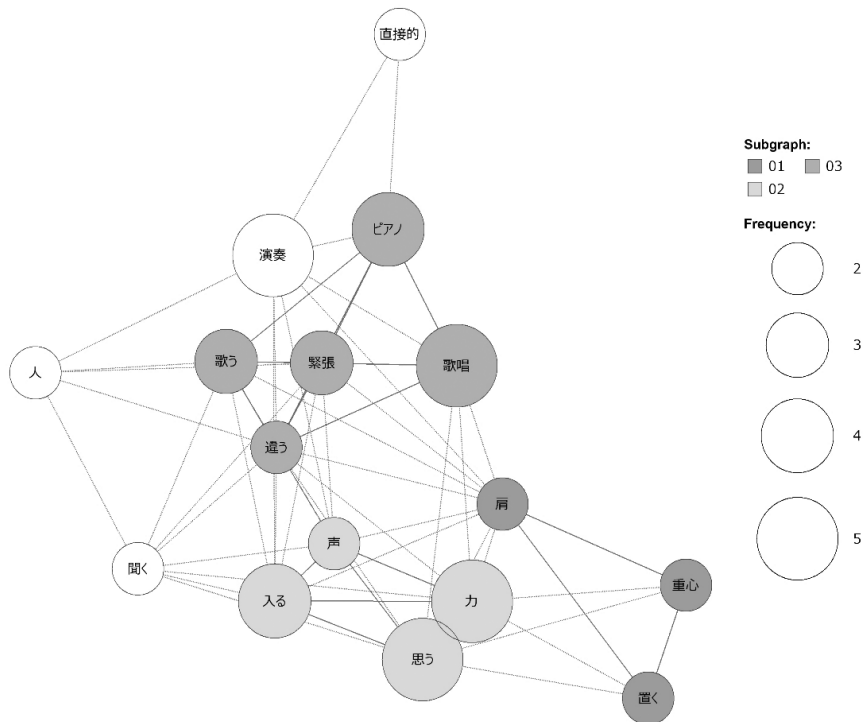 直接的
ピアノ
演奏
歌う
緊張
歌唱
人
違う
肩
声
聞く
入る
力
重心
思う
置く
Subgraph:
01 03
02
Frequency:
2
3
4
5